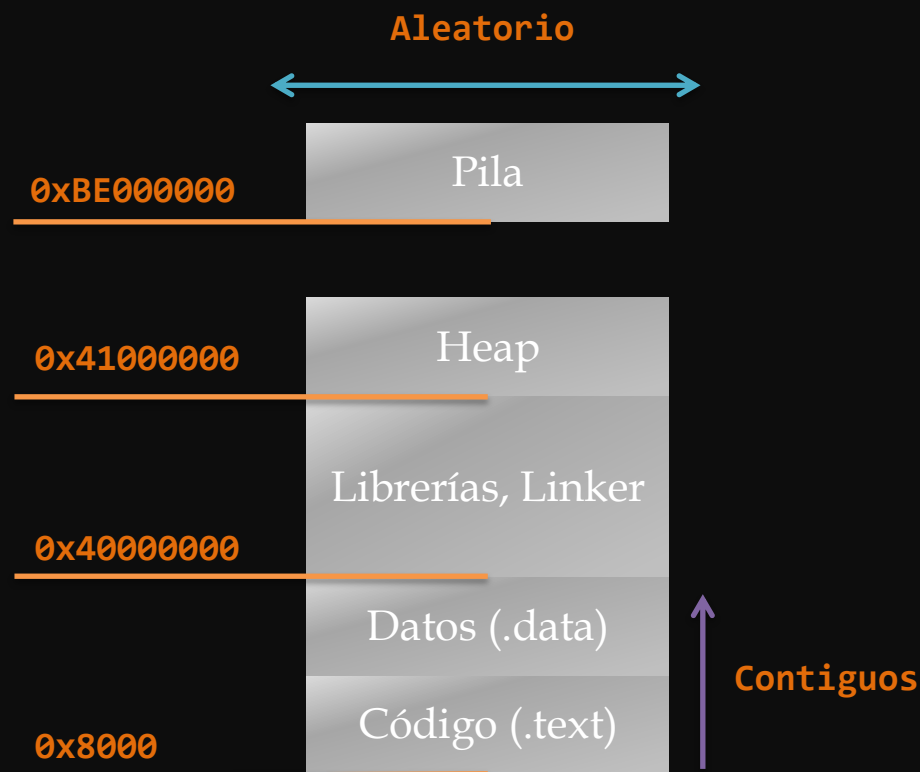 Aleatorio
Pila
0xBE000000
Heap
0x41000000
Librerías, Linker
0x40000000
Datos (.data)
Contiguos
Código (.text)
0x8000